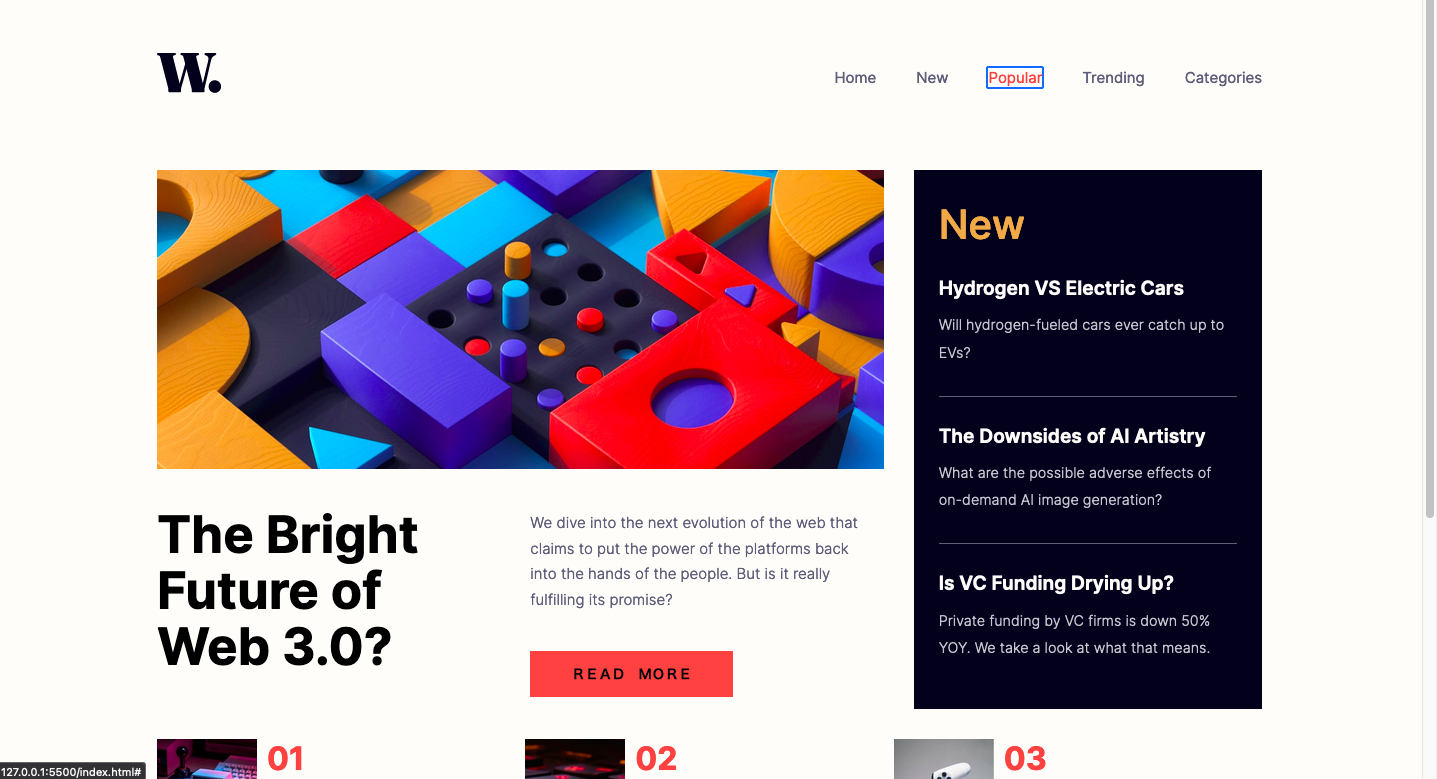 W.
Home
New
Popular
Trending
Categories
New
Hydrogen VS Electric Cars
Will hydrogen-fueled cars ever catch up to
EVs?
The Downsides of AI Artistry
What are the possible adverse effects of
on-demand AI image generation?
Is VC Funding Drying Up?
Private funding by VC firms is down 50%
YOY. We take a look at what that means.
The Bright
Future of
Web 3.0?
We dive into the next evolution of the web that
claims to put the power of the platforms back
into the hands of the people. But is it really
fulfilling its promise?
READ MORE
01
02
03
127.0.0.1:5500/index.html#